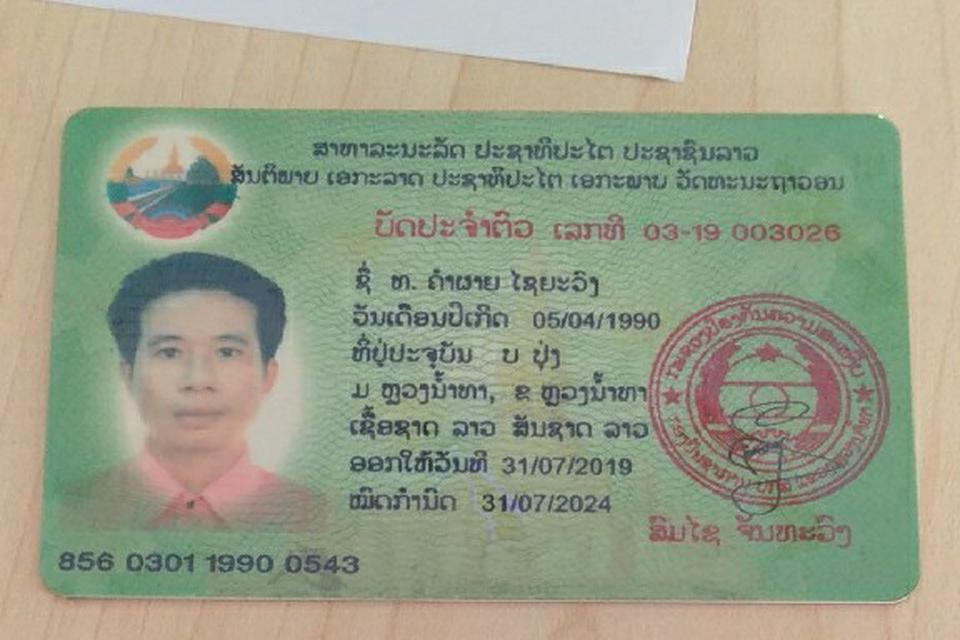 ສາທາລະນະລັດ ປະຊາທິປະໄຕ ປະຊາຊົນລາວ
ສັນຕິພາບ ເອກະລາດ ປະຊາທິປະໄຕ ເອກະພາບ ວັດທະນະຖາວອນ
ບັດປະຈຳຕົວ ເລກທີ 03-19 003026
ຊື່ ທ. ຄຳຜາຍ ໄຊຍະວົງ
ວັນເດືອນປີເກີດ 05/04/1990
ທີ່ຢູ່ປະຈຸບັນ ບ ປຸ່ງ
ມ ຫຼວງນ້ຳທາ, ຂ ຫຼວງນ້ຳທາ
ເຊື້ອຊາດ ລາວ ສັນຊາດ ລາວ
ອອກໃຫ້ວັນທີ 31/07/2019
ໝົດກຳນົດ 31/07/2024
ສົມໄຊ ຈັນທະວົງ
856 0301 1990 0543